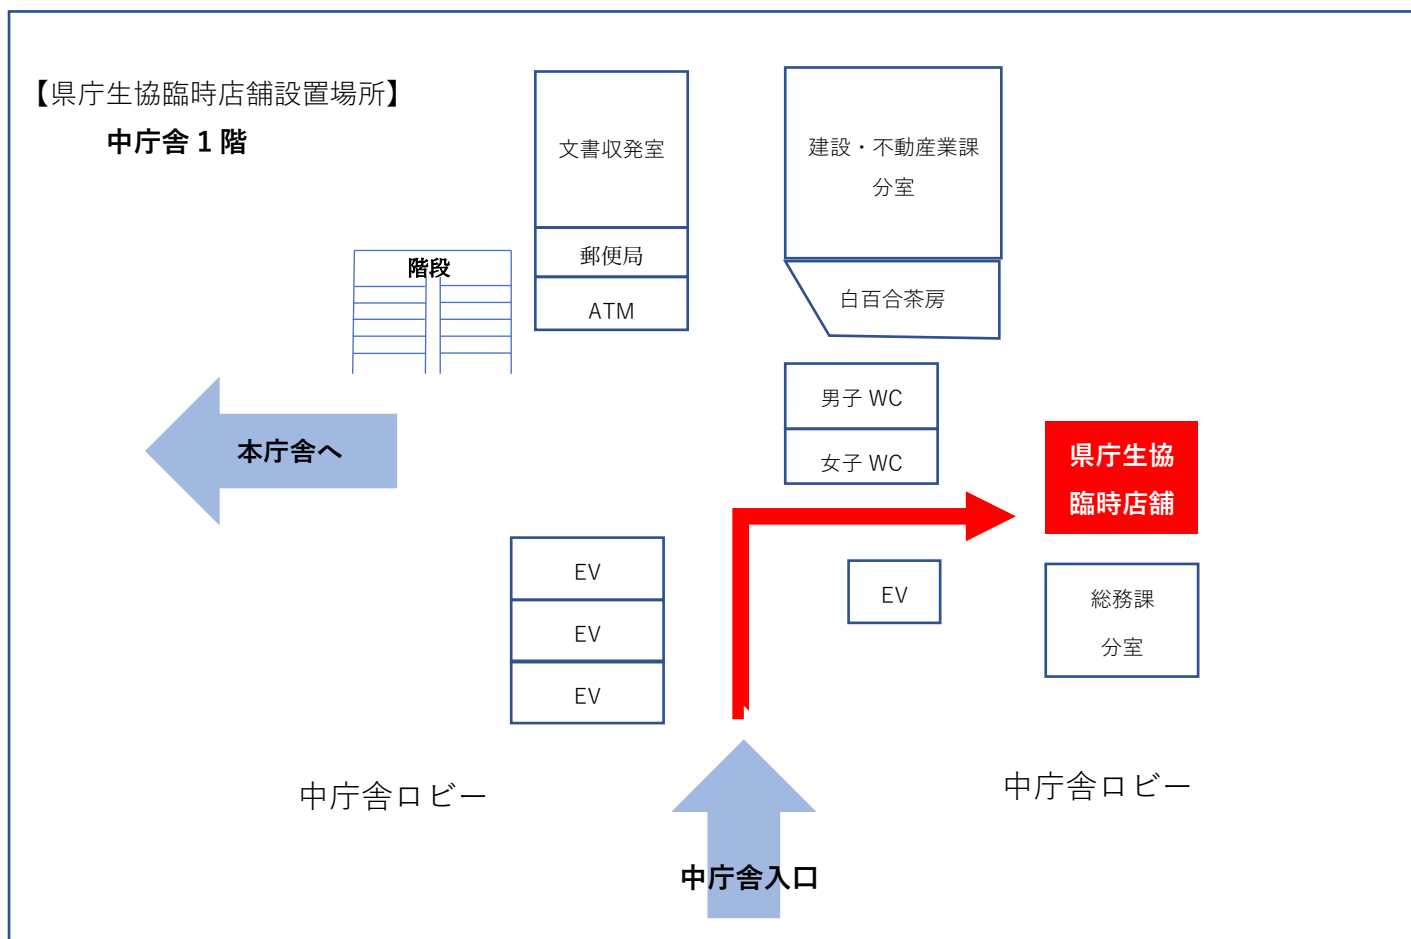 【県庁生協臨時店舗設置場所】
中庁舎 1 階
文書収発室
郵便局
ATM
建設・不動産業課
分室
白百合茶房
階段
男子 WC
女子 WC
本庁舎へ
県庁生協
臨時店舗
EV
EV
EV
EV
総務課
分室
中庁舎ロビー
中庁舎ロビー
中庁舎入口